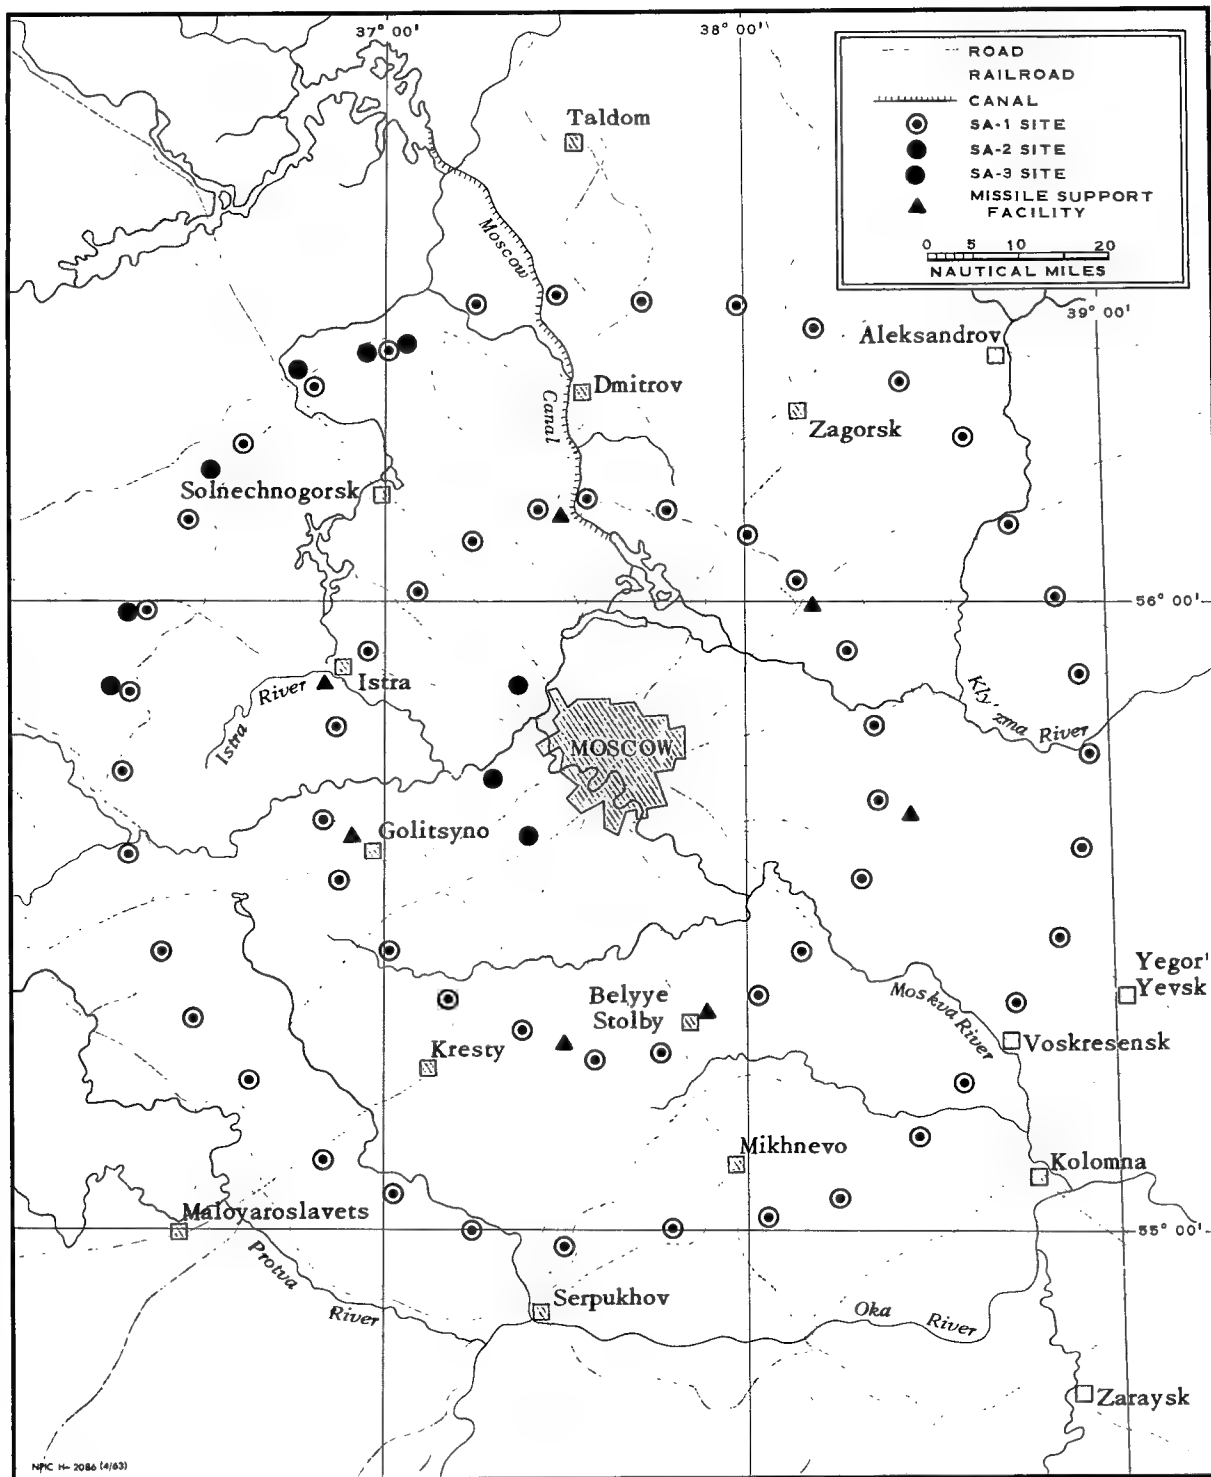 37° 00'
38° 00'
ROAD
RAILROAD
CANAL
SA-1 SITE
SA-2 SITE
SA-3 SITE
MISSILE SUPPORT
FACILITY
0 5 10 20
NAUTICAL MILES
39° 00'
Taldom
Moscow
Canal
Aleksandrov
Dmitrov
Zagorsk
Solnechnogorsk
56° 00'
Istra
Istra River
Kly'zma River
MOSCOW
Golitsyno
Yegor'
Yevsk
Belyye
Stolby
Moskva River
Kresty
Voskresensk
Mikhnevo
Kolomna
Maloyaroslavets
55° 00'
Protva River
Serpukhov
Oka River
Zaraysk
NPIC H-2086 (4/63)